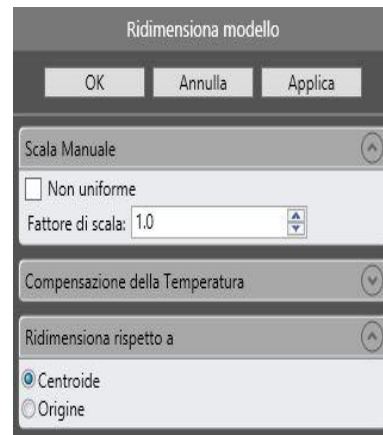 Ridimensiona modello
OK Annulla Applica
Scala Manuale
Non uniforme
Fattore di scala: 1.0
Compensazione della Temperatura
Ridimensiona rispetto a
Centroide
Origine